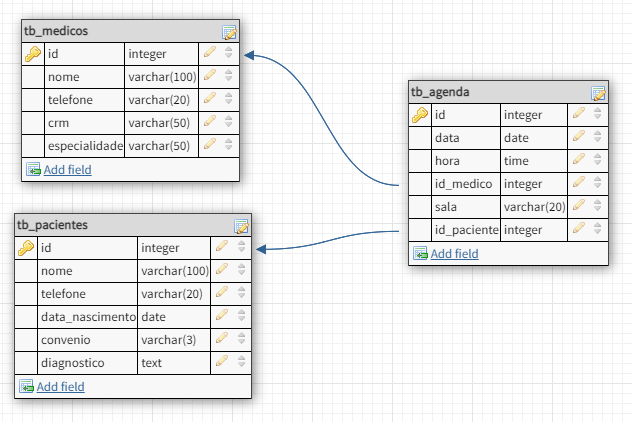 tb_medicos
id integer
nome varchar(100)
telefone varchar(20)
crm varchar(50)
especialidade varchar(50)
Add field
tb_agenda
id integer
data date
hora time
id_medico integer
sala varchar(20)
id_paciente integer
Add field
tb_pacientes
id integer
nome varchar(100)
telefone varchar(20)
data_nascimento date
convenio varchar(3)
diagnostico text
Add field